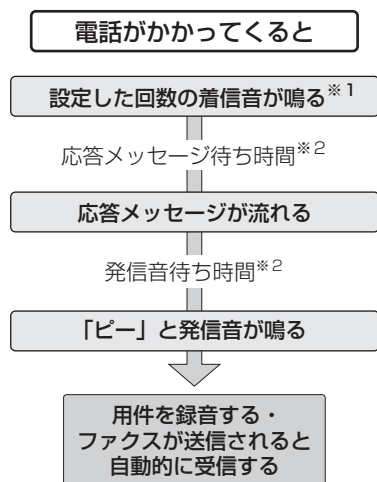 電話がかかってくると
設定した回数の着信音が鳴る※1
応答メッセージ待ち時間※2
応答メッセージが流れる
発信音待ち時間※2
「ピー」と発信音が鳴る
用件を録音する・
ファクスが送信されると
自動的に受信する